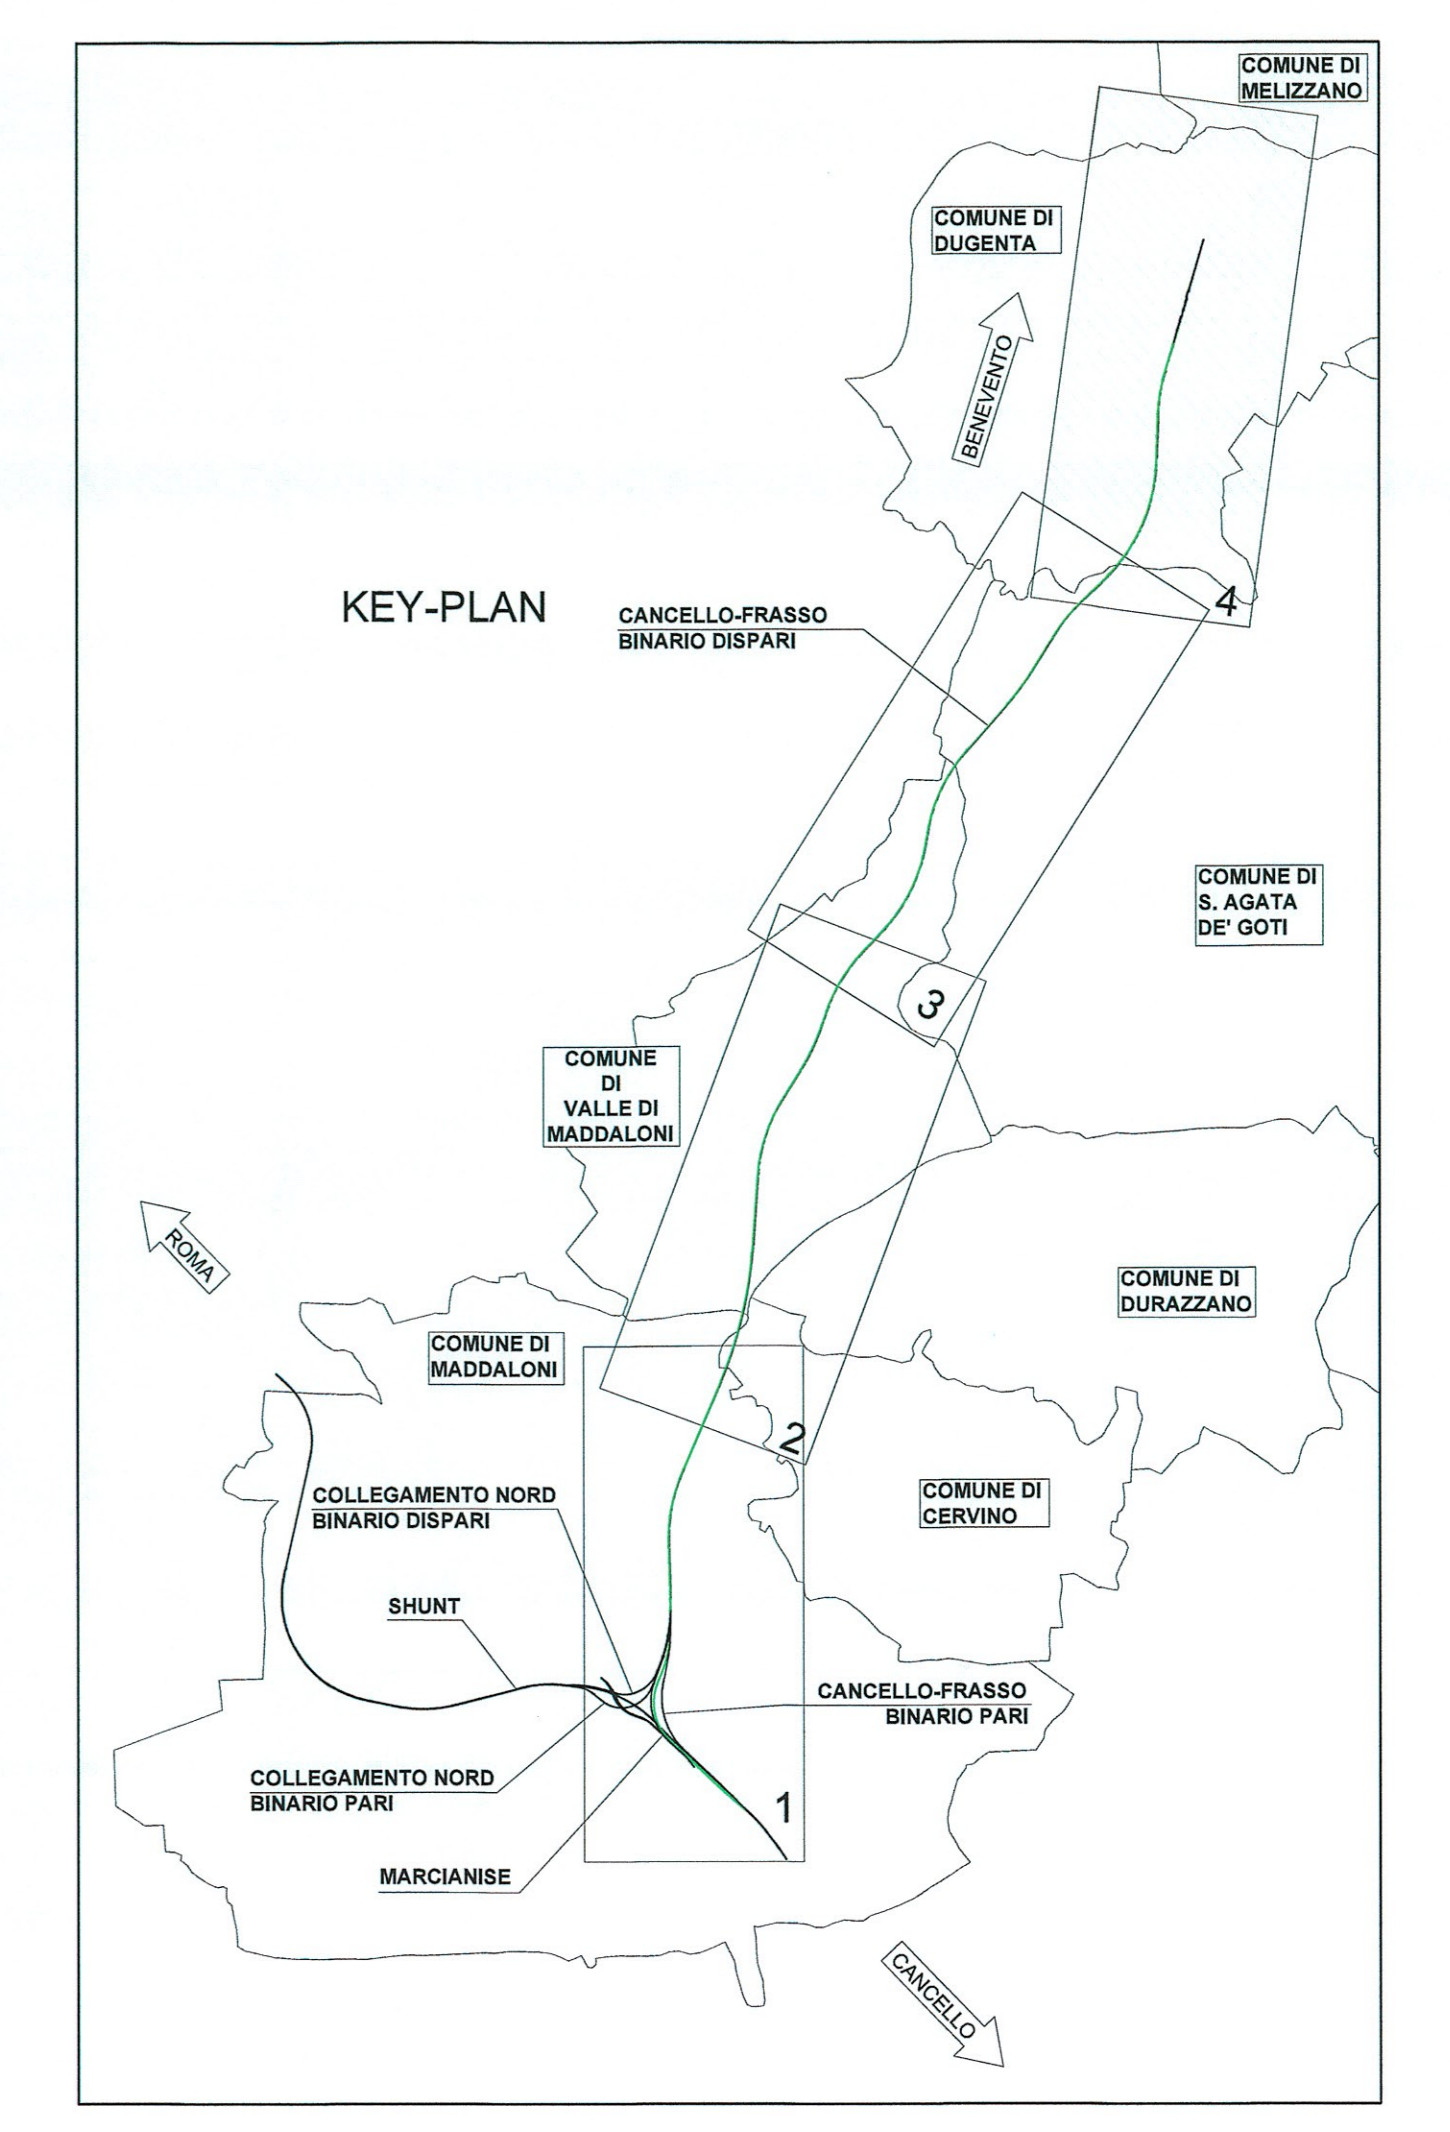 COMUNE DI
MELIZZANO
COMUNE DI
DUGENTA
BENEVENTO
KEY-PLAN
4
CANCELLO-FRASSO
BINARIO DISPARI
COMUNE DI
S. AGATA
DE' GOTI
3
COMUNE
DI
VALLE DI
MADDALONI
ROMA
COMUNE DI
DURAZZANO
COMUNE DI
MADDALONI
2
COLLEGAMENTO NORD
BINARIO DISPARI
COMUNE DI
CERVINO
SHUNT
CANCELLO-FRASSO
BINARIO PARI
COLLEGAMENTO NORD
BINARIO PARI
1
MARCIANISE
CANCELLO